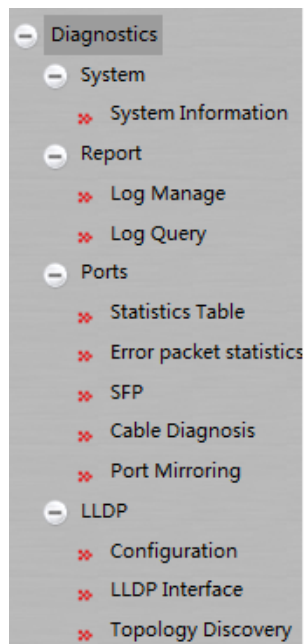 Diagnostics
System
System Information
Report
Log Manage
Log Query
Ports
Statistics Table
Error packet statistics
SFP
Cable Diagnosis
Port Mirroring
LLDP
Configuration
LLDP Interface
Topology Discovery